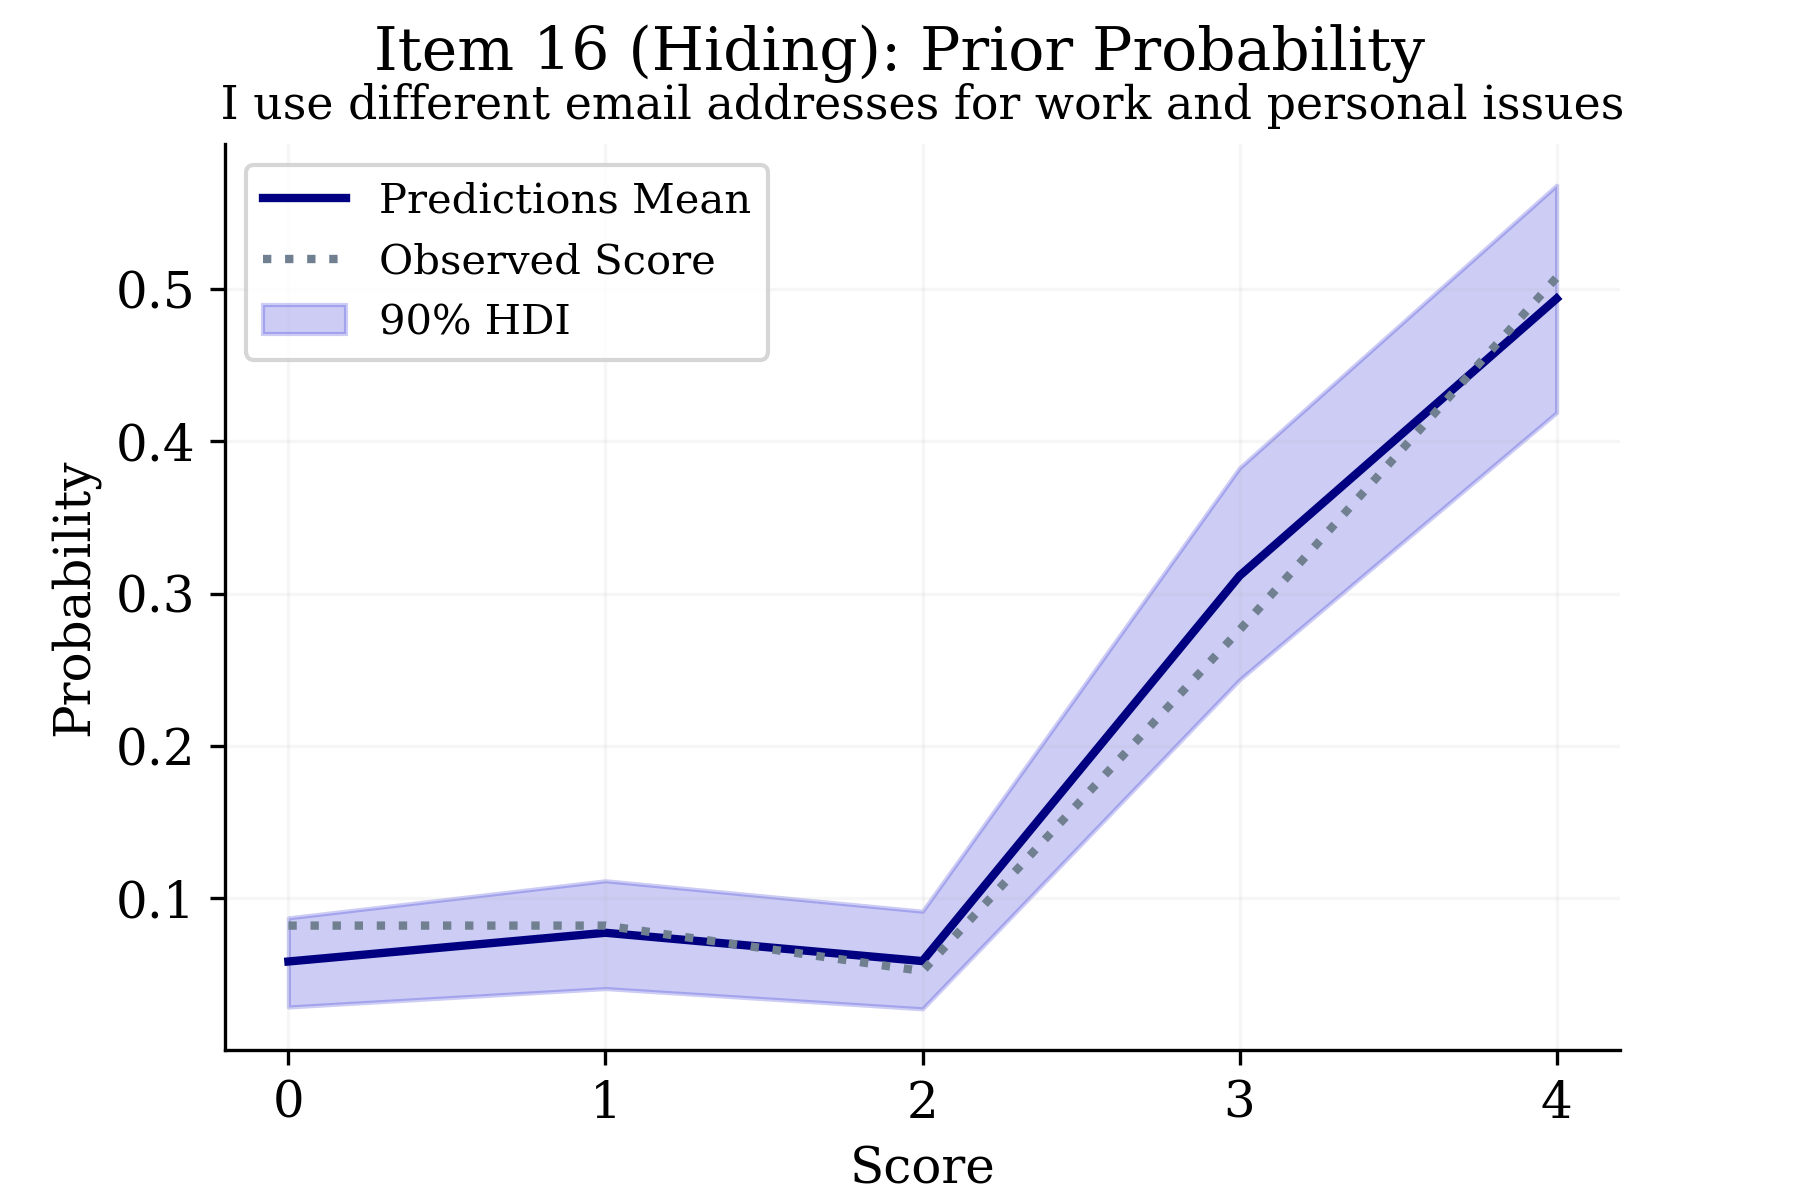 Item 16 (Hiding): Prior Probability
I use different email addresses for work and personal issues
Predictions Mean
Observed Score
90% HDI
0.5
0.4
0.3
0.2
0.1
Probability
0 1 2 3 4
Score